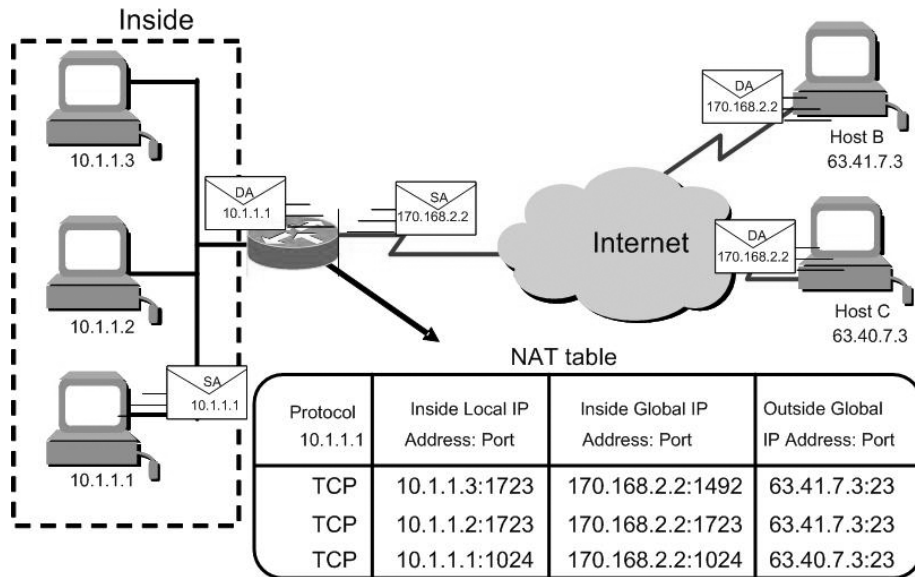 Inside
10.1.1.3
10.1.1.2
10.1.1.1
SA
10.1.1.1
DA
10.1.1.1
SA
170.168.2.2
Internet
DA
170.168.2.2
Host B
63.41.7.3
DA
170.168.2.2
Host C
63.40.7.3
NAT table
Protocol Inside Local IP Inside Global IP Outside Global
10.1.1.1 Address: Port Address: Port IP Address: Port
TCP 10.1.1.3:1723 170.168.2.2:1492 63.41.7.3:23
TCP 10.1.1.2:1723 170.168.2.2:1723 63.41.7.3:23
TCP 10.1.1.1:1024 170.168.2.2:1024 63.40.7.3:23